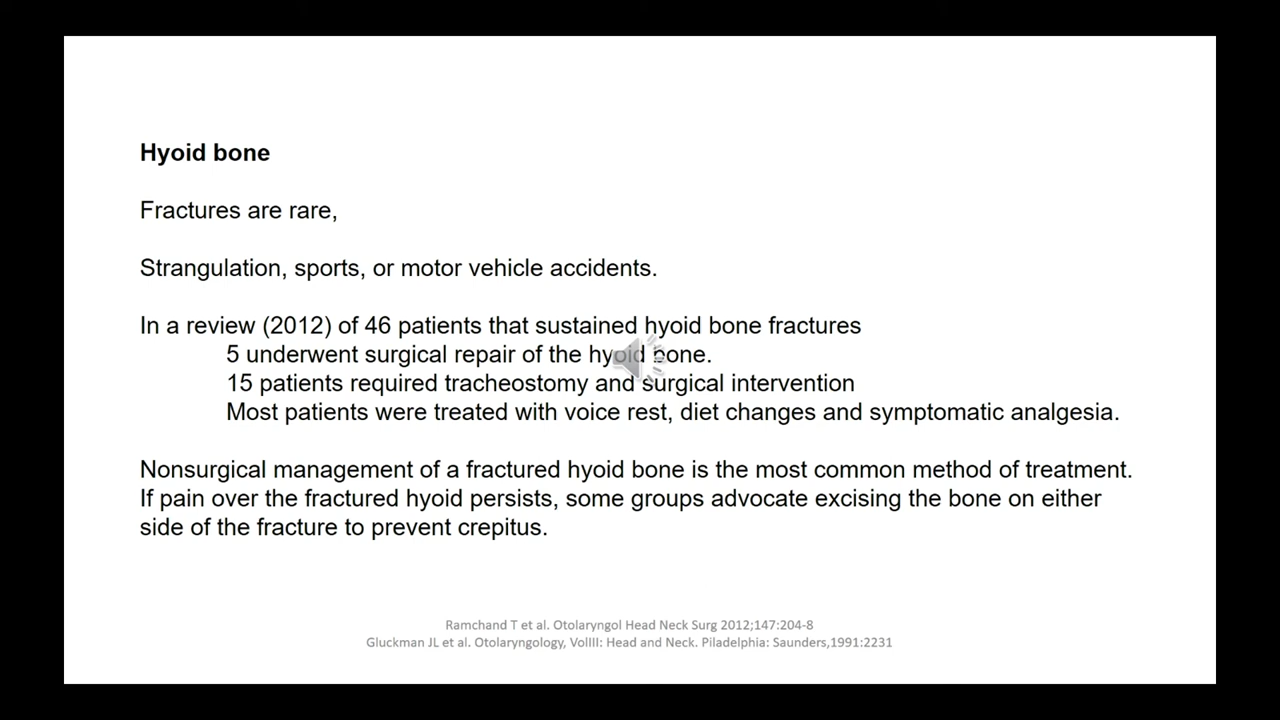 Hyoid bone
Fractures are rare,
Strangulation, sports, or motor vehicle accidents.
In a review (2012) of 46 patients that sustained hyoid bone fractures
5 underwent surgical repair of the hyoid bone.
15 patients required tracheostomy and surgical intervention
Most patients were treated with voice rest, diet changes and symptomatic analgesia.
Nonsurgical management of a fractured hyoid bone is the most common method of treatment.
If pain over the fractured hyoid persists, some groups advocate excising the bone on either
side of the fracture to prevent crepitus.
Ramchand T et al. Otolaryngol Head Neck Surg 2012;147:204-8
Gluckman JL et al. Otolaryngology, VolIII: Head and Neck. Piladelphia: Saunders,1991:2231